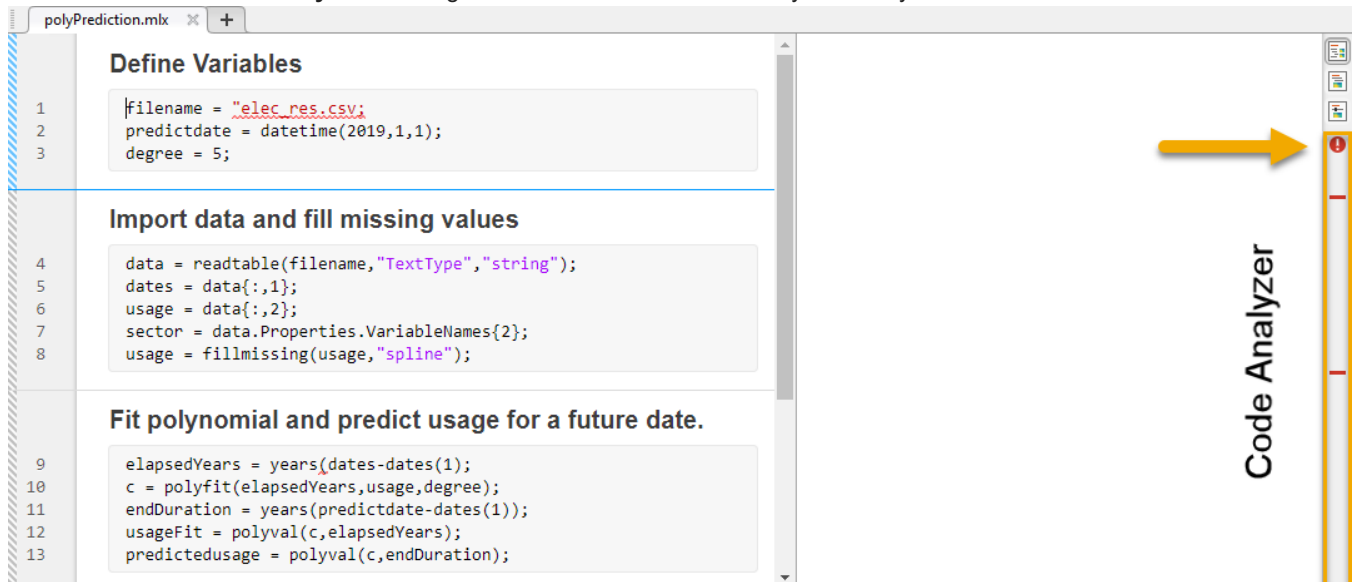 polyPrediction.mlx
Define Variables
1 filename = "elec_res.csv;
2 predictdate = datetime(2019,1,1);
3 degree = 5;
Import data and fill missing values
4 data = readtable(filename,"TextType","string");
5 dates = data{:,1};
6 usage = data{:,2};
7 sector = data.Properties.VariableNames{2};
8 usage = fillmissing(usage,"spline");
Fit polynomial and predict usage for a future date.
9 elapsedYears = years(dates-dates(1);
10 c = polyfit(elapsedYears,usage,degree);
11 endDuration = years(predictdate-dates(1));
12 usageFit = polyval(c,elapsedYears);
13 predictedusage = polyval(c,endDuration);
Code Analyzer